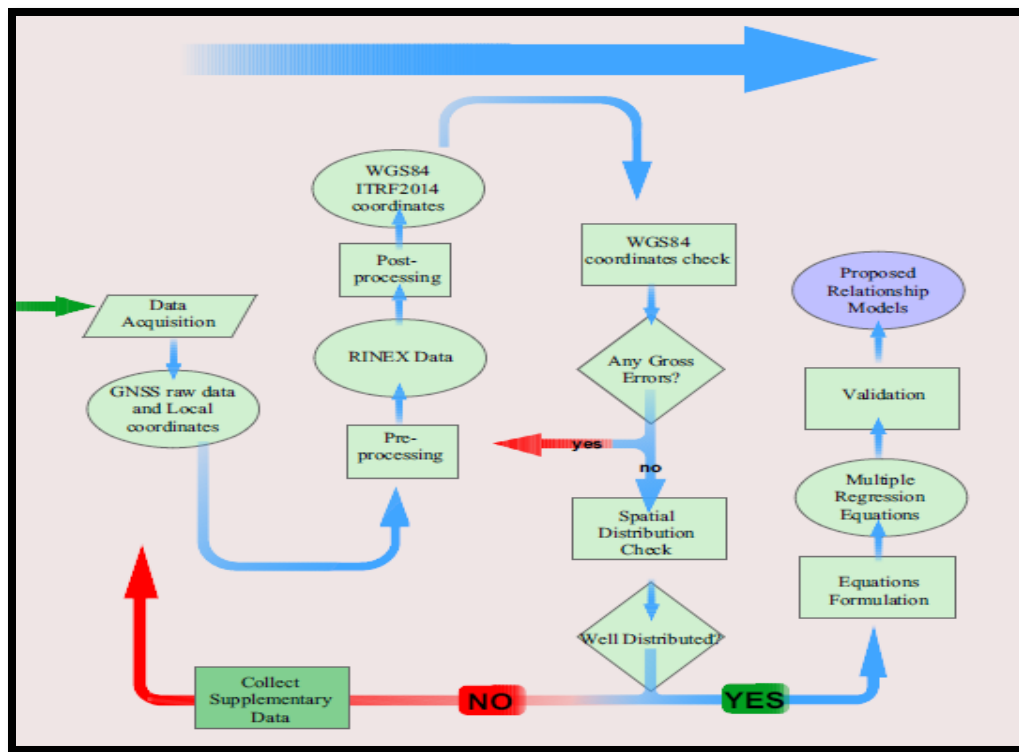 Data
Acquisition
GNSS raw data
and Local
coordinates
Pre-
processing
RINEX Data
Post-
processing
WGS84
ITRF2014
coordinates
WGS84
coordinates check
Any Gross
Errors?
yes
no
Spatial
Distribution
Check
Well Distributed?
NO
Collect
Supplementary
Data
YES
Equations
Formulation
Multiple
Regression
Equations
Validation
Proposed
Relationship
Models